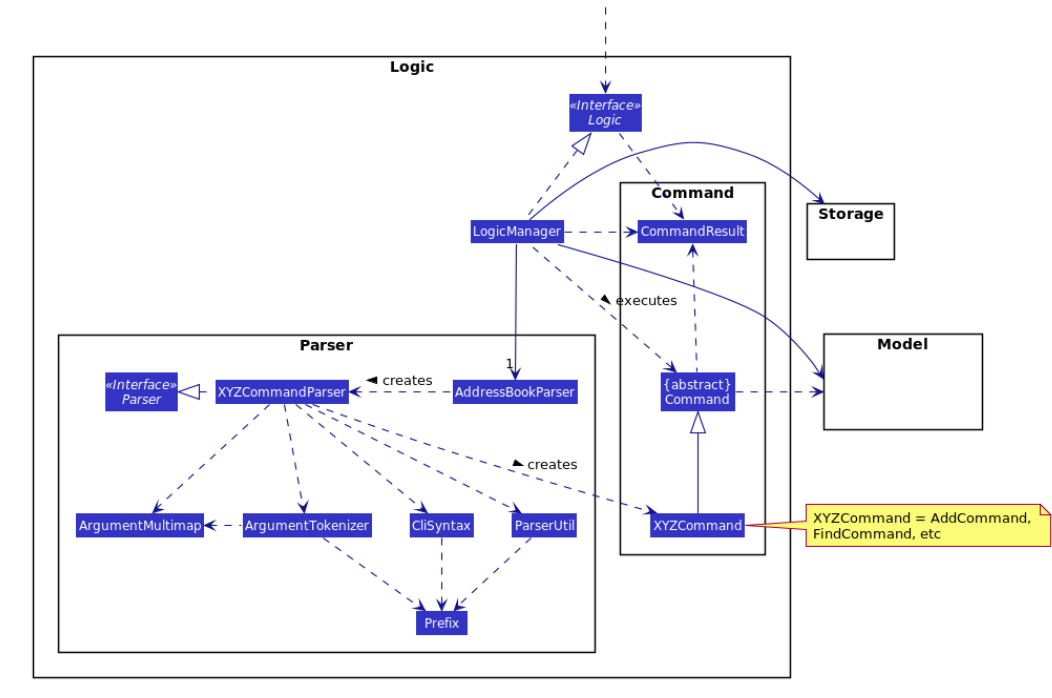 Logic
«Interface»
Logic
Command
Storage
LogicManager
CommandResult
executes
Parser
1
Model
«Interface»
Parser
creates
XYZCommandParser
AddressBookParser
{abstract}
Command
creates
ArgumentMultimap
ArgumentTokenizer
CliSyntax
ParserUtil
XYZCommand
XYZCommand = AddCommand,
FindCommand, etc
Prefix